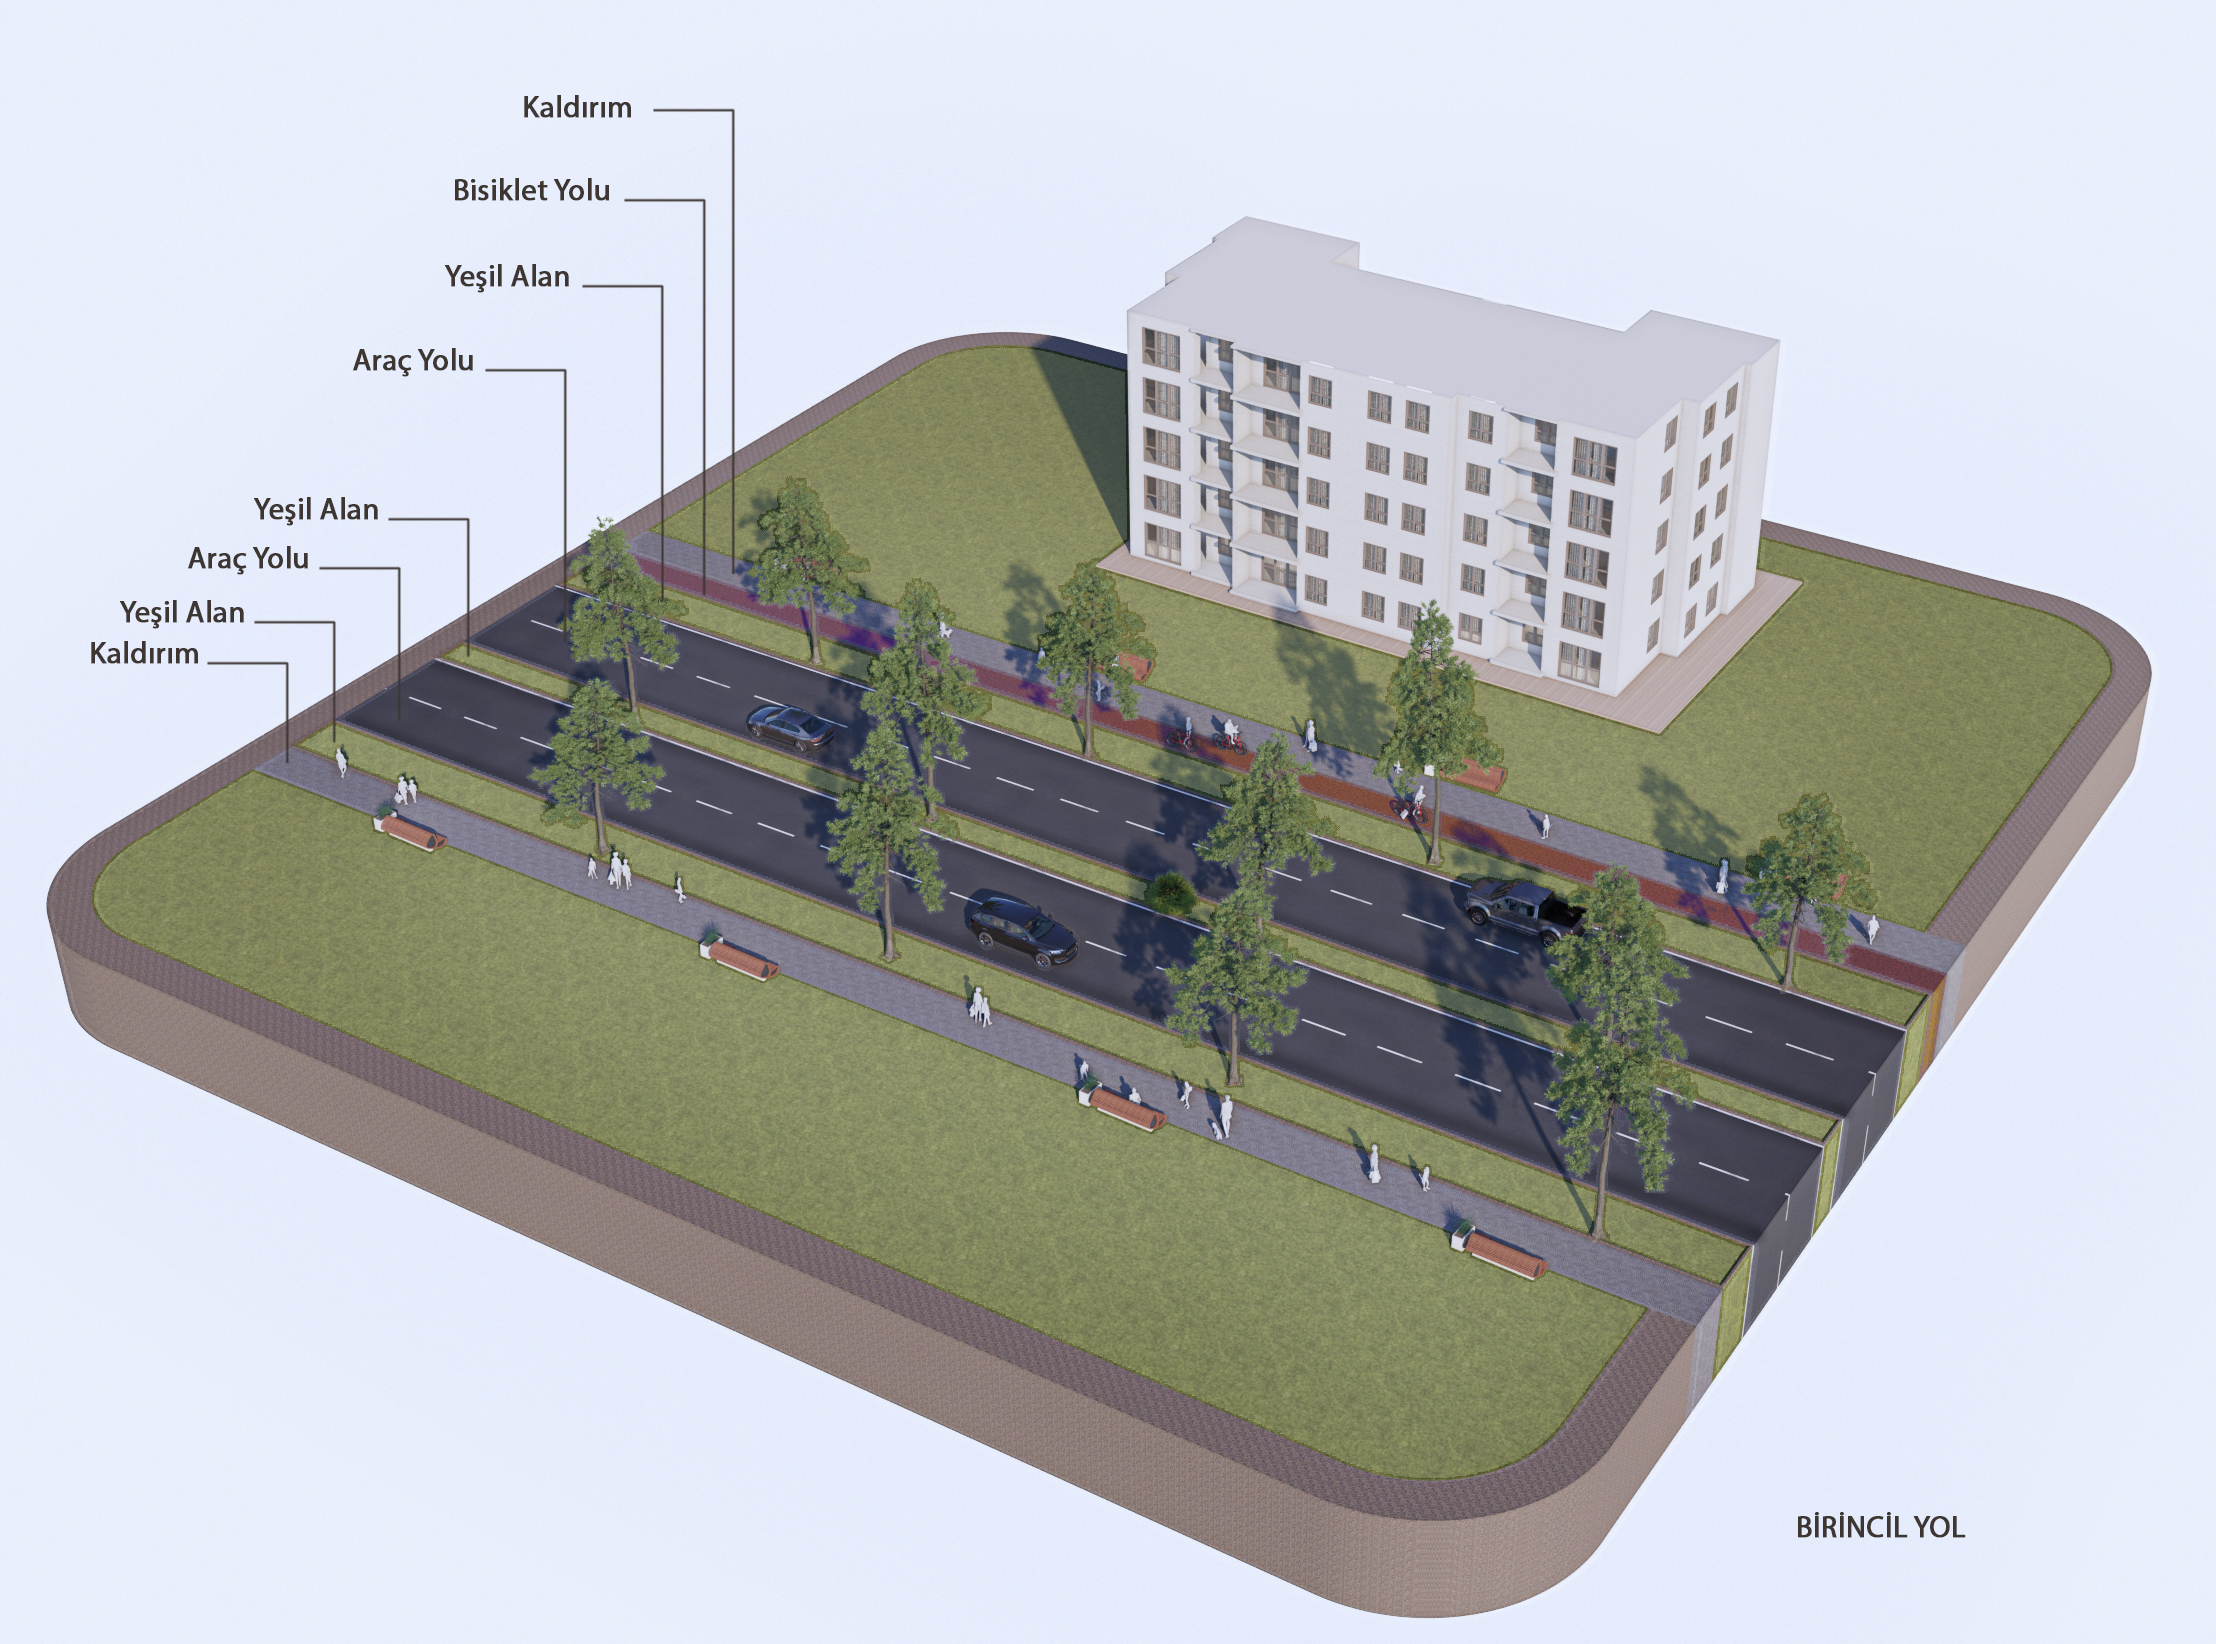 Kaldırım
Bisiklet Yolu
Yeşil Alan
Araç Yolu
Yeşil Alan
Araç Yolu
Yeşil Alan
Kaldırım
BİRİNCİL YOL